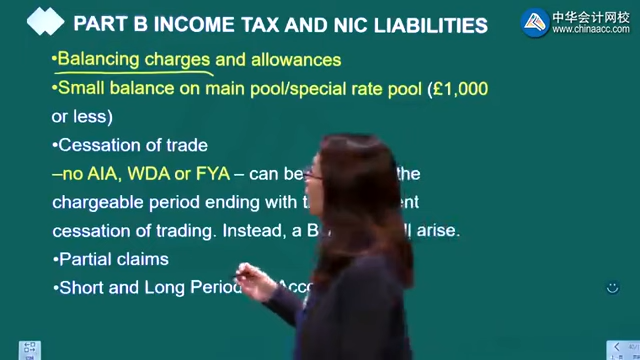 PART B INCOME TAX AND NIC LIABILITIES
中华会计网校
www.chinaacc.com
•Balancing charges and allowances
•Small balance on main pool/special rate pool (£1,000
or less)
•Cessation of trade
–no AIA, WDA or FYA – can be the
chargeable period ending with
cessation of trading. Instead, a arise.
•Partial claims
•Short and Long